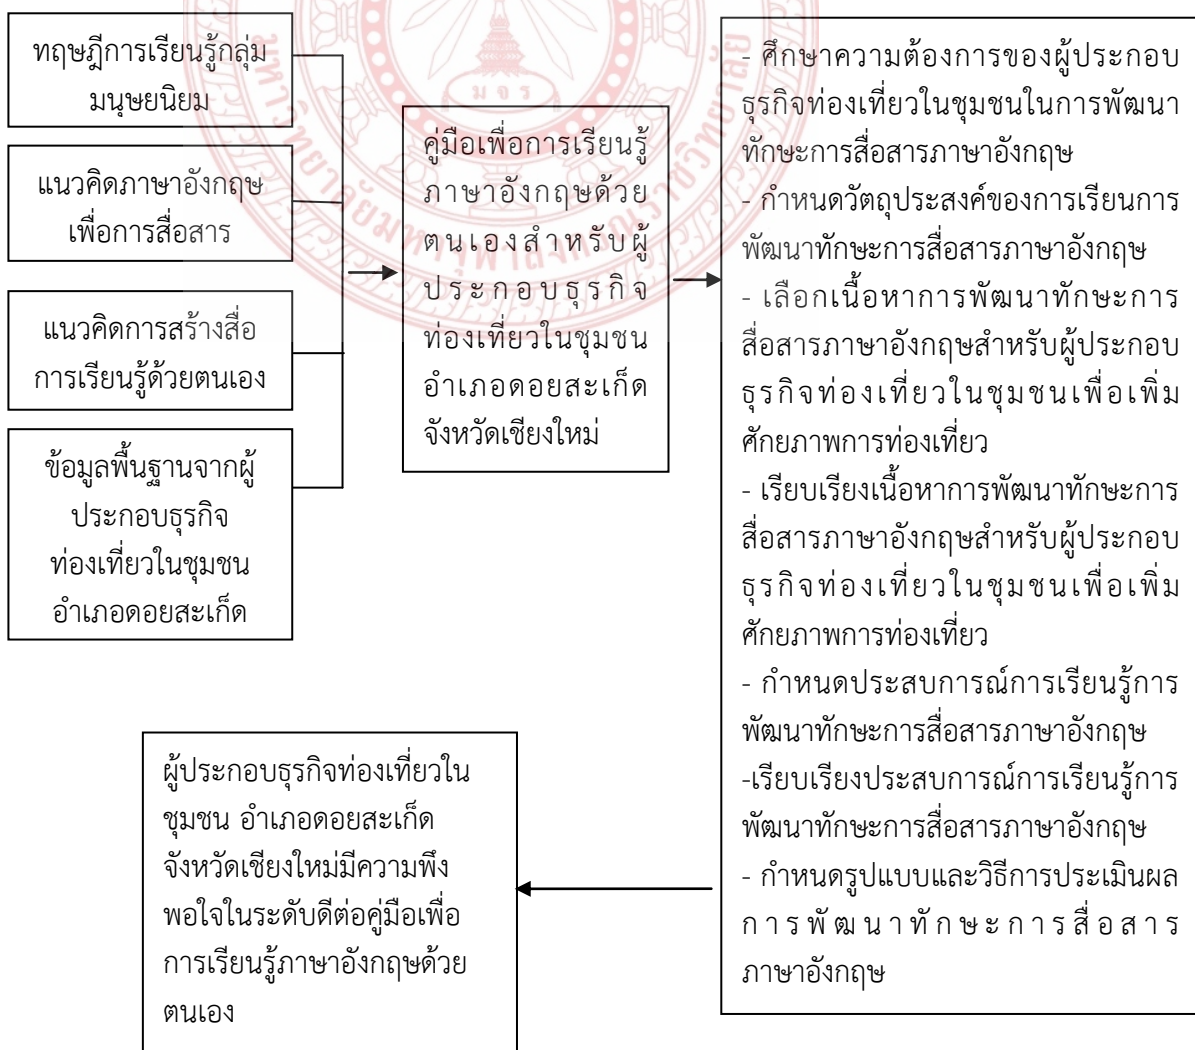 ทฤษฎีการเรียนรู้กลุ่ม
มนุษยนิยม
แนวคิดภาษาอังกฤษ
เพื่อการสื่อสาร
แนวคิดการสร้างสื่อ
การเรียนรู้ด้วยตนเอง
ข้อมูลพื้นฐานจากผู้
ประกอบธุรกิจ
ท่องเที่ยวในชุมชน
อำเภอดอยสะเก็ด
คู่มือเพื่อการเรียนรู้
ภาษาอังกฤษด้วย
ตนเองสำหรับผู้
ประกอบธุรกิจ
ท่องเที่ยวในชุมชน
อำเภอดอยสะเก็ด
จังหวัดเชียงใหม่
- ศึกษาความต้องการของผู้ประกอบ
ธุรกิจท่องเที่ยวในชุมชนในการพัฒนา
ทักษะการสื่อสารภาษาอังกฤษ
- กำหนดวัตถุประสงค์ของการเรียนการ
พัฒนาทักษะการสื่อสารภาษาอังกฤษ
- เลือกเนื้อหาการพัฒนาทักษะการ
สื่อสารภาษาอังกฤษสำหรับผู้ประกอบ
ธุรกิจท่องเที่ยวในชุมชนเพื่อเพิ่ม
ศักยภาพการท่องเที่ยว
- เรียบเรียงเนื้อหาการพัฒนาทักษะการ
สื่อสารภาษาอังกฤษสำหรับผู้ประกอบ
ธุรกิจท่องเที่ยวในชุมชนเพื่อเพิ่ม
ศักยภาพการท่องเที่ยว
- กำหนดประสบการณ์การเรียนรู้การ
พัฒนาทักษะการสื่อสารภาษาอังกฤษ
-เรียบเรียงประสบการณ์การเรียนรู้การ
พัฒนาทักษะการสื่อสารภาษาอังกฤษ
- กำหนดรูปแบบและวิธีการประเมินผล
การพัฒนาทักษะการสื่อสาร
ภาษาอังกฤษ
ผู้ประกอบธุรกิจท่องเที่ยวใน
ชุมชน อำเภอดอยสะเก็ด
จังหวัดเชียงใหม่มีความพึง
พอใจในระดับดีต่อคู่มือเพื่อ
การเรียนรู้ภาษาอังกฤษด้วย
ตนเอง
มจร